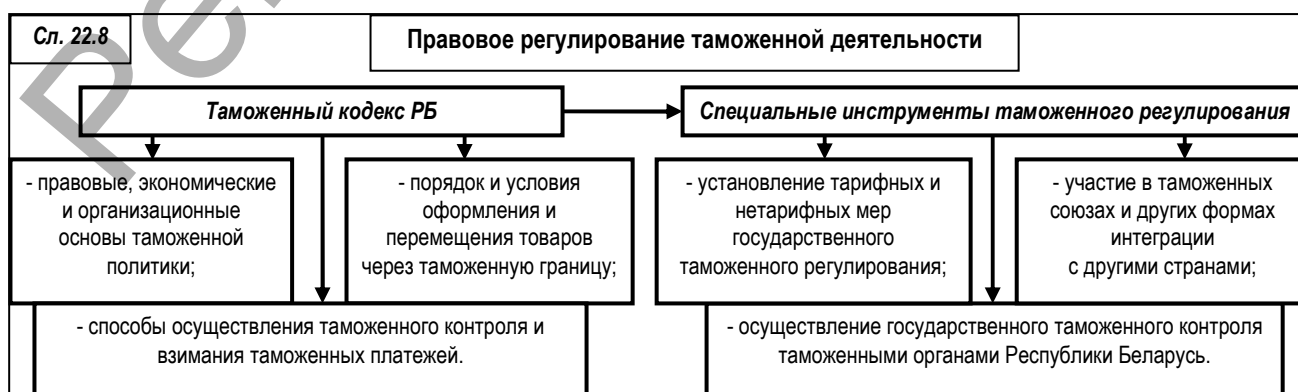 Сл. 22.8
Правовое регулирование таможенной деятельности
Таможенный кодекс РБ
Специальные инструменты таможенного регулирования
- правовые, экономические
и организационные
основы таможенной
политики;
- порядок и условия
оформления и
перемещения товаров
через таможенную границу;
- установление тарифных и
нетарифных мер
государственного
таможенного регулирования;
- участие в таможенных
союзах и других формах
интеграции
с другими странами;
- способы осуществления таможенного контроля и
взимания таможенных платежей.
- осуществление государственного таможенного контроля
таможенными органами Республики Беларусь.